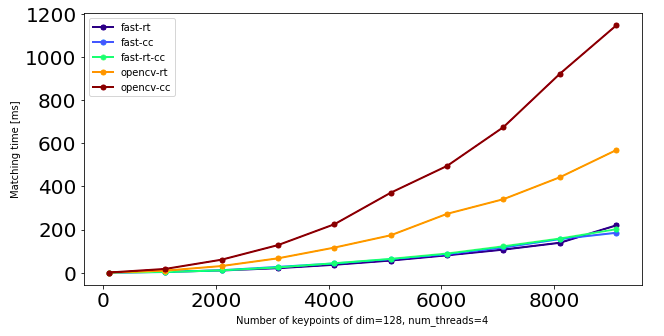 1200
1000
800
600
400
200
0
fast-rt
fast-cc
fast-rt-cc
opencv-rt
opencv-cc
Matching time [ms]
0 2000 4000 6000 8000
Number of keypoints of dim=128, num_threads=4